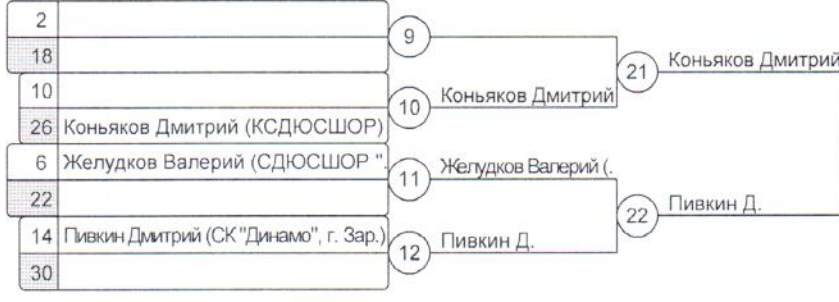 2
9
18
Коньяков Дмитрий
21
10
Коньяков Дмитрий
10
26 Коньяков Дмитрий (КСДЮСШОР)
6 Желудков Валерий (СДЮСШОР ".
Желудков Валерий (.
11
22
Пивкин Д.
22
14 Пивкин Дмитрий (СК "Динамо", г. Зар.)
Пивкин Д.
12
30